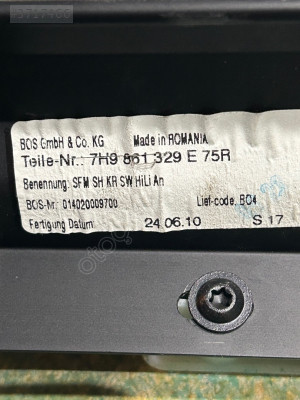 BOS GmbH & Co. KG Made in ROMANIA
Teile-Nr.: 7H9 861 329 E 75R
Benennung: SFM SH KR SW HiLi An
BOS-Nr. 014020009700 Lief-code. BO4
Fertigung Datum 24.06.10 S 17